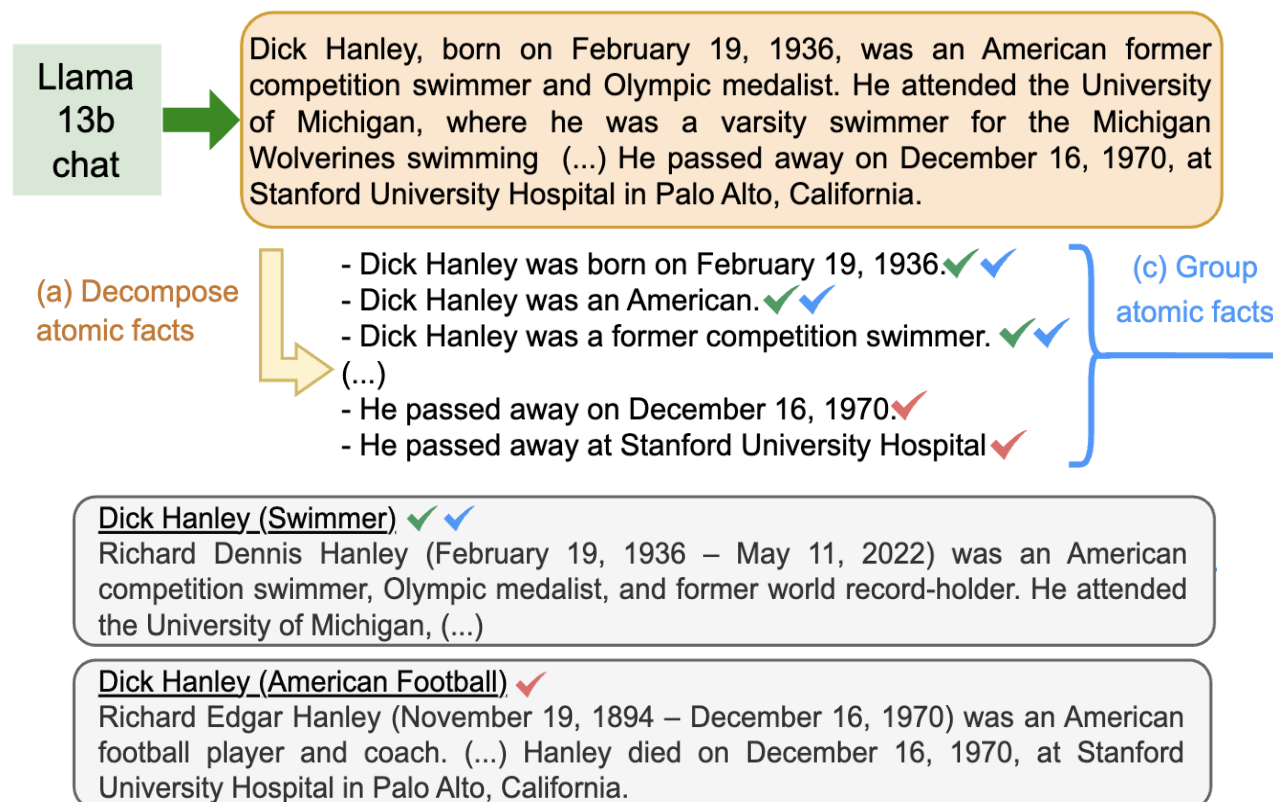 Llama
13b
chat
Dick Hanley, born on February 19, 1936, was an American former
competition swimmer and Olympic medalist. He attended the University
of Michigan, where he was a varsity swimmer for the Michigan
Wolverines swimming (...) He passed away on December 16, 1970, at
Stanford University Hospital in Palo Alto, California.
(a) Decompose
atomic facts
- Dick Hanley was born on February 19, 1936.
- Dick Hanley was an American.
- Dick Hanley was a former competition swimmer.
(...)
- He passed away on December 16, 1970.
- He passed away at Stanford University Hospital
(c) Group
atomic facts
Dick Hanley (Swimmer)
Richard Dennis Hanley (February 19, 1936 – May 11, 2022) was an American
competition swimmer, Olympic medalist, and former world record-holder. He attended
the University of Michigan, (...)
Dick Hanley (American Football)
Richard Edgar Hanley (November 19, 1894 – December 16, 1970) was an American
football player and coach. (...) Hanley died on December 16, 1970, at Stanford
University Hospital in Palo Alto, California.